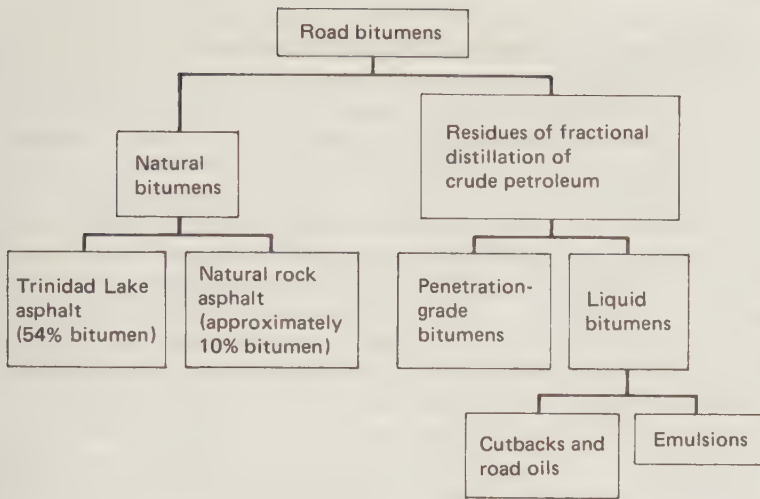 Road bitumens
Natural
bitumens
Residues of fractional
distillation of
crude petroleum
Trinidad Lake
asphalt
(54% bitumen)
Natural rock
asphalt
(approximately
10% bitumen)
Penetration-
grade
bitumens
Liquid
bitumens
Cutbacks and
road oils
Emulsions